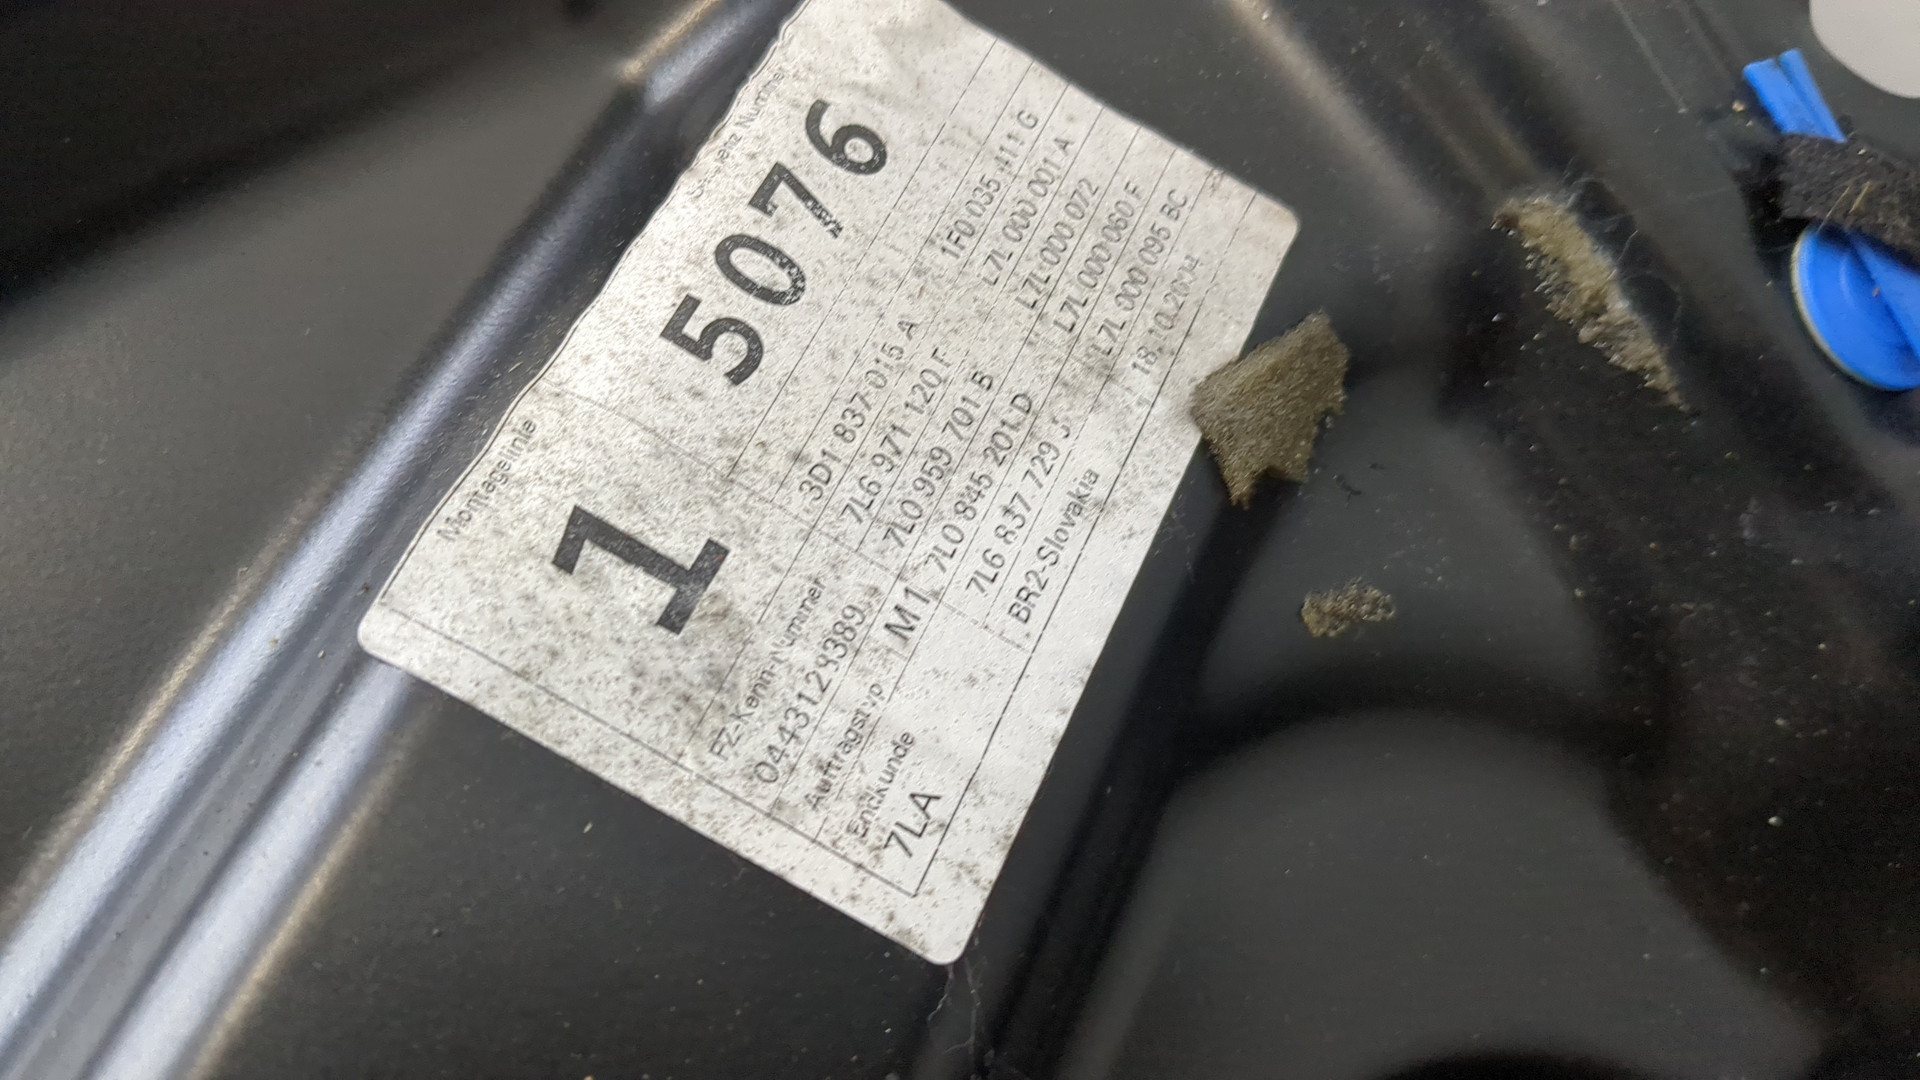 Montagelinie
Nummer
1
5076
FZ-Kenn-Nummer
3D1 837 015 A
1F0 035 411 G
7L6 971 120 F
L7L 000 001 A
Auftragstyp
M1
7L0 959 701 B
L7L 000 072
Endkunde
7L0 845 201 D
L7L 000 060 F
7LA
7L6 837 729
L7L 000 095 BC
BR2-Slovakia
18.10.2004